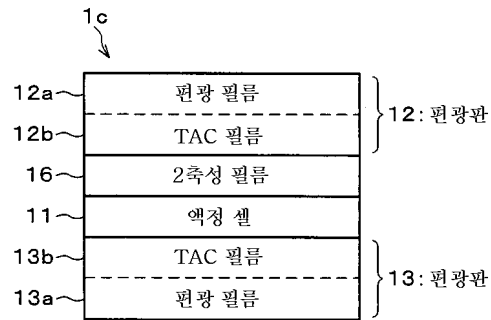 1c
12a 편광 필름
12b TAC 필름
12: 편광판
16 2축성 필름
11 액정 셀
13b TAC 필름
13a 편광 필름
13: 편광판